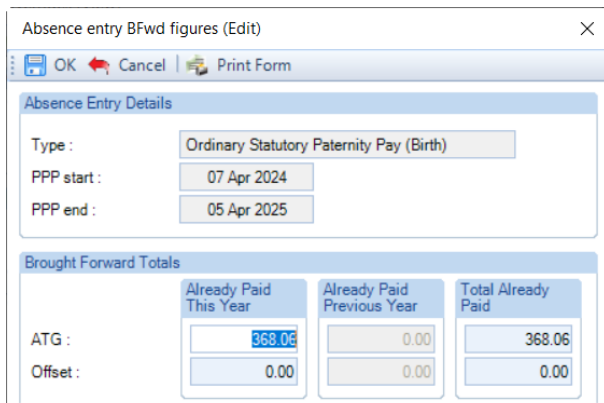 Absence entry BFwd figures (Edit)
OK Cancel Print Form
Absence Entry Details
Type : Ordinary Statutory Paternity Pay (Birth)
PPP start : 07 Apr 2024
PPP end : 05 Apr 2025
Brought Forward Totals
Already Paid This Year Already Paid Previous Year Total Already Paid
ATG : 368.06 0.00 368.06
Offset : 0.00 0.00 0.00